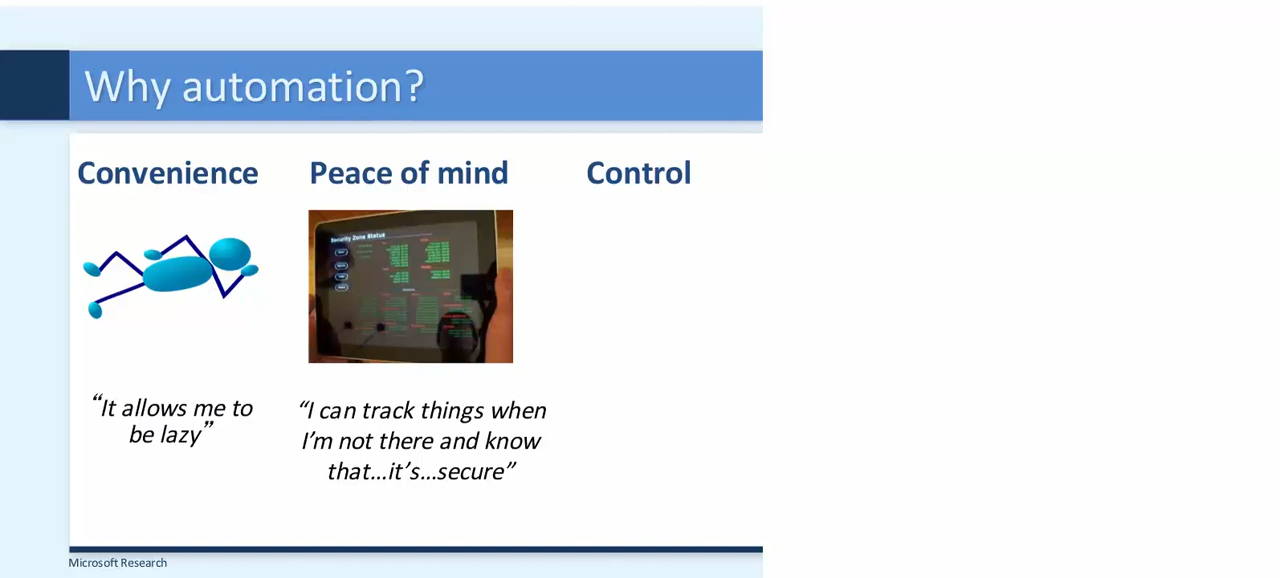 Why automation?
Convenience
Peace of mind
Control
Security Zone Status
“It allows me to
be lazy”
“I can track things when
I’m not there and know
that…it’s…secure”
Microsoft Research